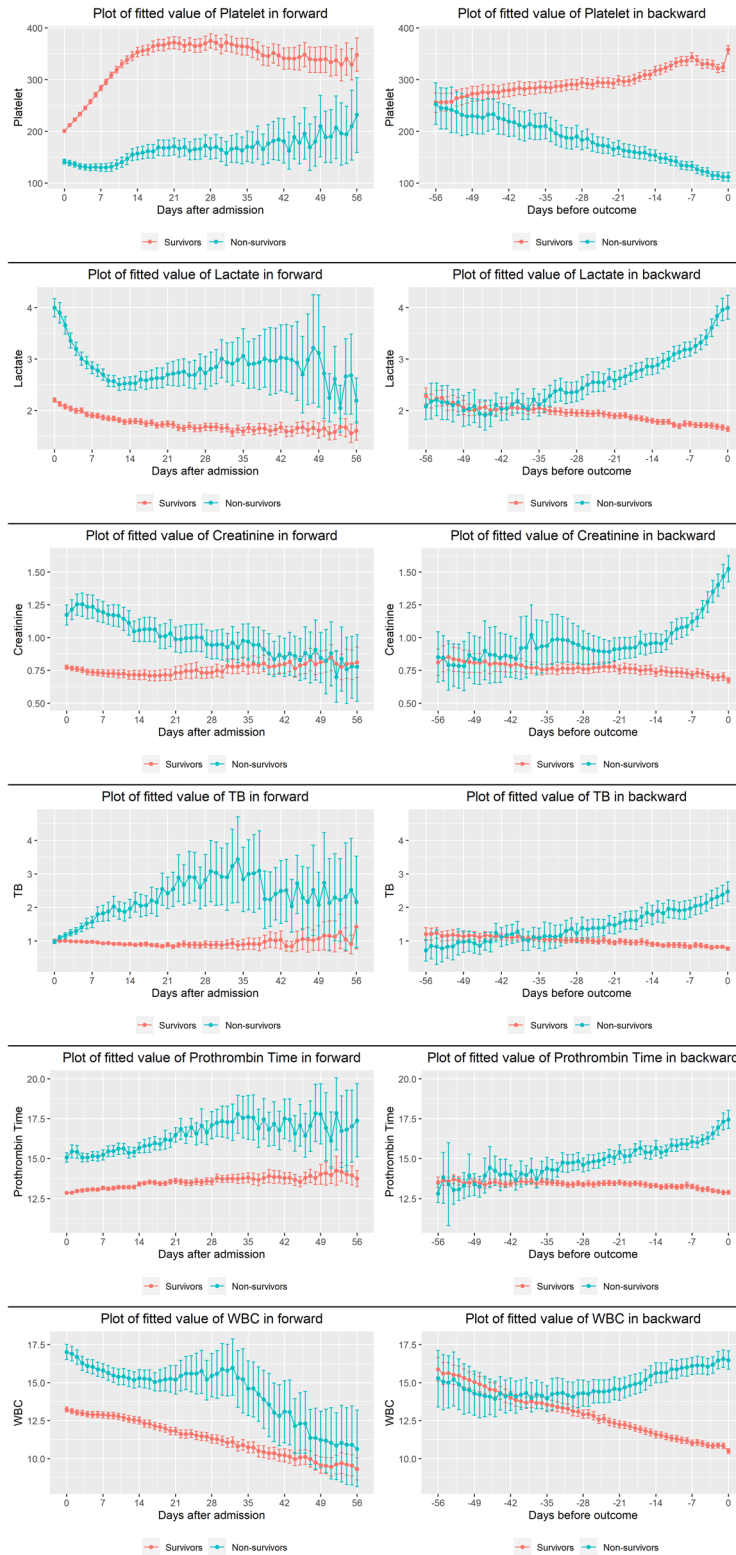 Plot of fitted value of Platelet in forward
Platelet
400
300
200
100
0 7 14 21 28 35 42 49 56
Days after admission
Survivors Non-survivors
Plot of fitted value of Platelet in backward
Platelet
400
300
200
100
-56 -49 -42 -35 -28 -21 -14 -7 0
Days before outcome
Survivors Non-survivors
Plot of fitted value of Lactate in forward
Lactate
4
3
2
0 7 14 21 28 35 42 49 56
Days after admission
Survivors Non-survivors
Plot of fitted value of Lactate in backward
Lactate
4
3
2
-56 -49 -42 -35 -28 -21 -14 -7 0
Days before outcome
Survivors Non-survivors
Plot of fitted value of Creatinine in forward
Creatinine
1.50
1.25
1.00
0.75
0.50
0 7 14 21 28 35 42 49 56
Days after admission
Survivors Non-survivors
Plot of fitted value of Creatinine in backward
Creatinine
1.50
1.25
1.00
0.75
0.50
-56 -49 -42 -35 -28 -21 -14 -7 0
Days before outcome
Survivors Non-survivors
Plot of fitted value of TB in forward
TB
4
3
2
1
0 7 14 21 28 35 42 49 56
Days after admission
Survivors Non-survivors
Plot of fitted value of TB in backward
TB
4
3
2
1
-56 -49 -42 -35 -28 -21 -14 -7 0
Days before outcome
Survivors Non-survivors
Plot of fitted value of Prothrombin Time in forward
Prothrombin Time
20.0
17.5
15.0
12.5
0 7 14 21 28 35 42 49 56
Days after admission
Survivors Non-survivors
Plot of fitted value of Prothrombin Time in backward
Prothrombin Time
20.0
17.5
15.0
12.5
-56 -49 -42 -35 -28 -21 -14 -7 0
Days before outcome
Survivors Non-survivors
Plot of fitted value of WBC in forward
WBC
17.5
15.0
12.5
10.0
0 7 14 21 28 35 42 49 56
Days after admission
Survivors Non-survivors
Plot of fitted value of WBC in backward
WBC
17.5
15.0
12.5
10.0
-56 -49 -42 -35 -28 -21 -14 -7 0
Days before outcome
Survivors Non-survivors